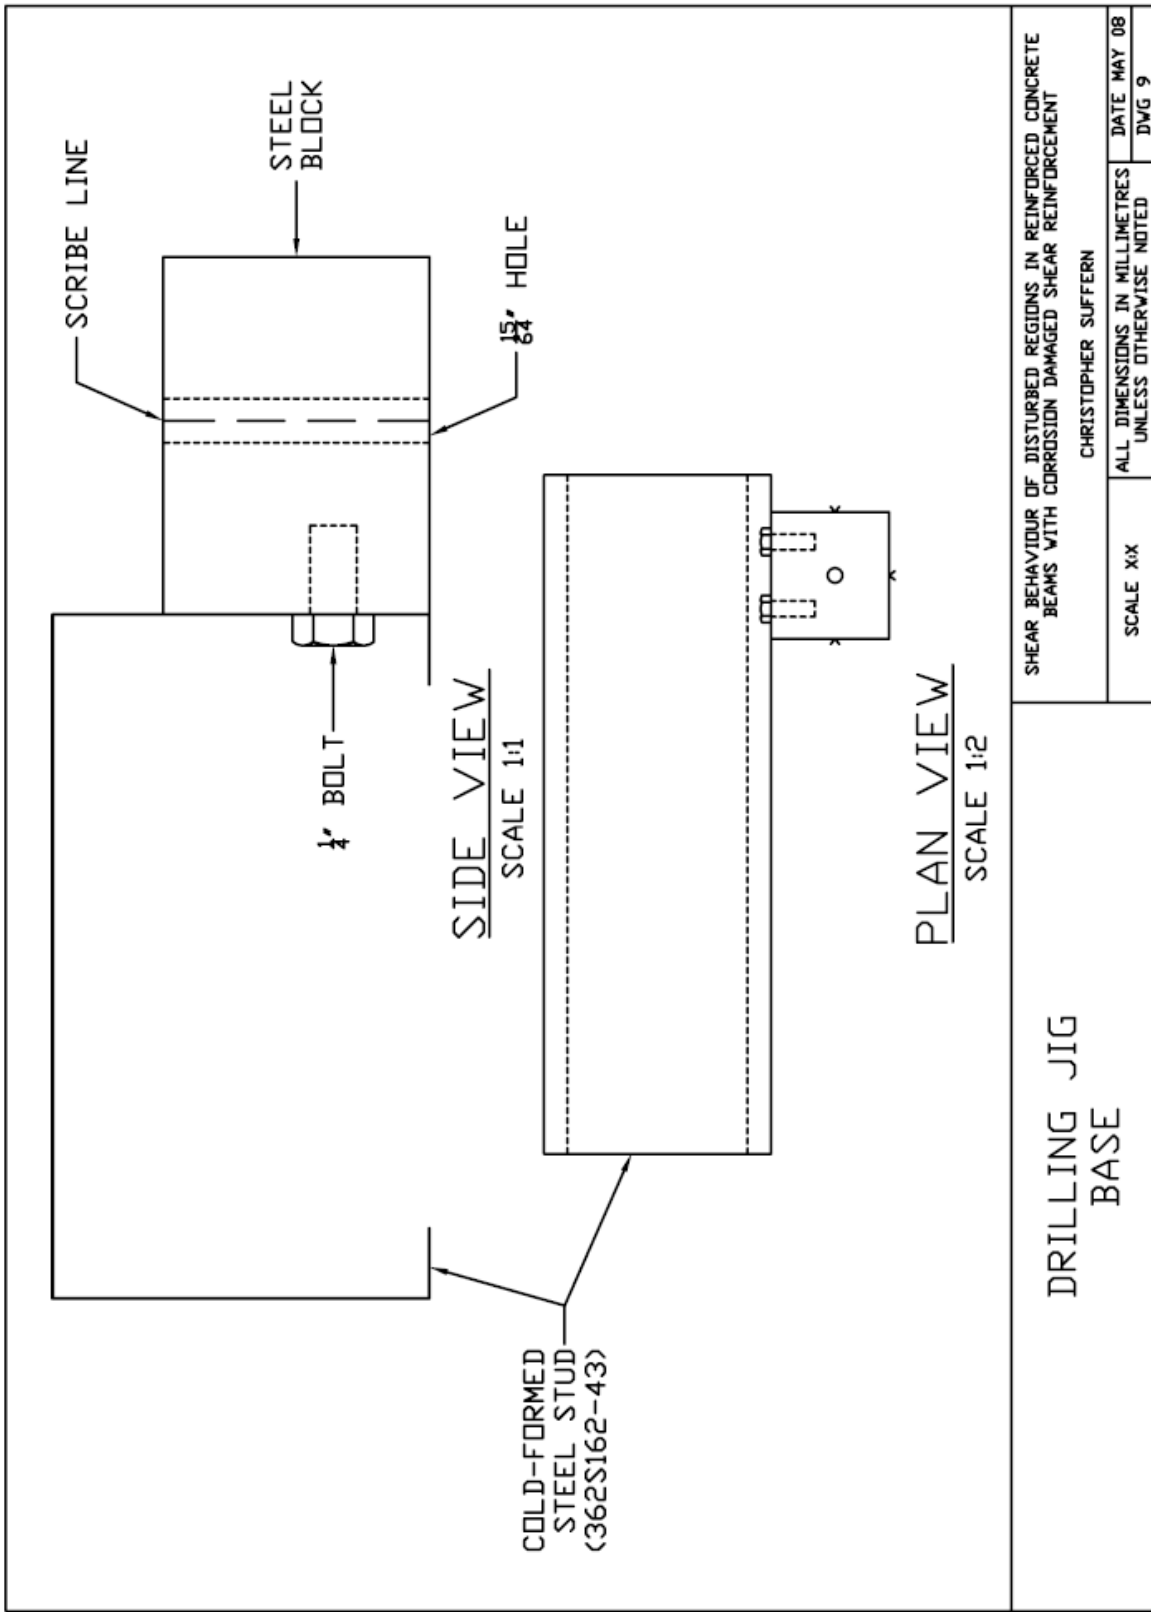 SCRIBE LINE
STEEL
BLOCK
15/64" HOLE
1/4" BOLT
SIDE VIEW
SCALE 1:1
COLD-FORMED
STEEL STUD
(362S162-43)
PLAN VIEW
SCALE 1:2
DRILLING JIG
BASE
SHEAR BEHAVIOUR OF DISTURBED REGIONS IN REINFORCED CONCRETE
BEAMS WITH CORROSION DAMAGED SHEAR REINFORCEMENT
CHRISTOPHER SUFFERN
SCALE X:X
ALL DIMENSIONS IN MILLIMETRES
UNLESS OTHERWISE NOTED
DATE MAY 08
DWG 9